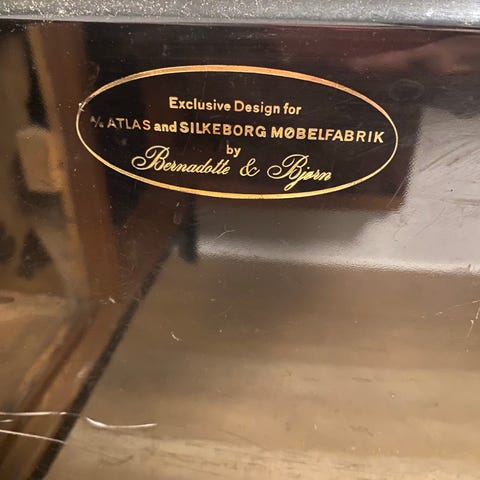 Exclusive Design for
A/S ATLAS and SILKEBORG MØBELFABRIK
by
Bernadotte & Bjørn